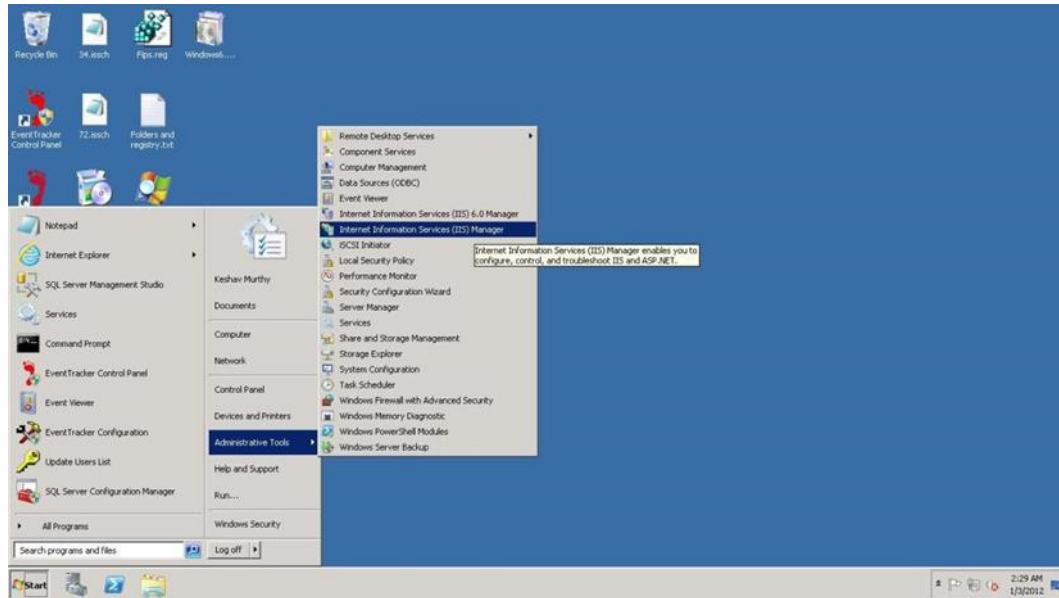 Recycle Bin
34.issch
Fips.reg
Windows6.....
EventTracker
Control Panel
72.issch
Folders and
registry.txt
Notepad
Internet Explorer
SQL Server Management Studio
Services
Command Prompt
EventTracker Control Panel
Event Viewer
EventTracker Configuration
Update Users List
SQL Server Configuration Manager
All Programs
Search programs and files
Keshav Murthy
Documents
Computer
Network
Control Panel
Devices and Printers
Administrative Tools
Help and Support
Run...
Windows Security
Log off
Remote Desktop Services
Component Services
Computer Management
Data Sources (ODBC)
Event Viewer
Internet Information Services (IIS) 6.0 Manager
Internet Information Services (IIS) Manager
iSCSI Initiator
Local Security Policy
Performance Monitor
Security Configuration Wizard
Server Manager
Services
Share and Storage Management
Storage Explorer
System Configuration
Task Scheduler
Windows Firewall with Advanced Security
Windows Memory Diagnostic
Windows PowerShell Modules
Windows Server Backup
Internet Information Services (IIS) Manager enables you to
configure, control, and troubleshoot IIS and ASP.NET.
Start
2:29 AM
1/3/2012